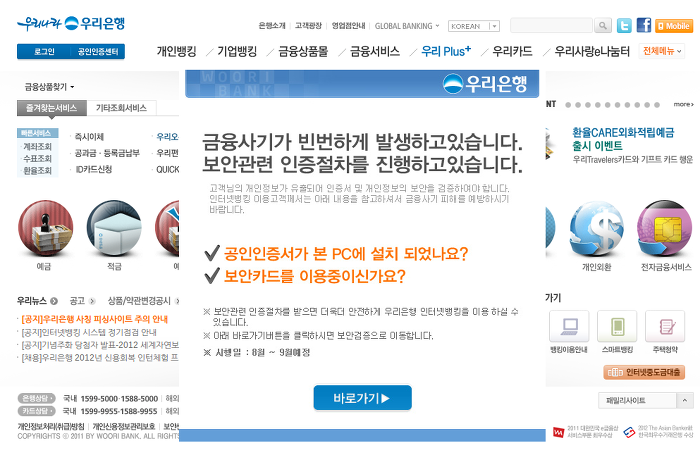 우리나라 우리은행
은행소개 고객광장 영업점안내 GLOBAL BANKING KOREAN
Mobile
로그인 공인인증센터
개인뱅킹 기업뱅킹 금융상품몰 금융서비스 우리 Plus+ 우리카드 우리사랑e나눔터 전체메뉴
금융상품찾기
WOORI BANK
우리은행
즐겨찾는서비스 기타조회서비스
NT
more>
빠른서비스
계좌조회
수표조회
환율조회
즉시이체
공과금 · 등록금납부
ID카드신청
우리오
우리편
QUICK
금융사기가 빈번하게 발생하고있습니다.
보안관련 인증절차를 진행하고있습니다.
고객님의 개인정보가 유출되어 인증서 및 개인정보의 보안을 검증하여야 합니다.
인터넷뱅킹 이용고객께서는 아래 내용을 참고하셔서 금융사기 피해를 예방하시기
바랍니다.
환율CARE외화적립예금
출시 이벤트
우리Travelers카드와 기프트 카드 행운
예금 적금 개인외환 전자금융서비스
✔ 공인인증서가 본 PC에 설치 되었나요?
✔ 보안카드를 이용중이신가요?
우리뉴스 공고 상품/약관변경공시
[공지]우리은행 사칭 피싱사이트 주의 안내
[공지]인터넷뱅킹 시스템 정기점검 안내
[공지]기념주화 당첨자 발표-2012 세계자연보
[채용]우리은행 2012년 신용회복 인턴체험 프
※ 보안관련 인증절차를 받으면 더욱더 안전하게 우리은행 인터넷뱅킹을 이용 하실 수
있습니다.
※ 아래 바로가기버튼을 클릭하시면 보안검증으로 이동합니다.
※ 시행일 : 8월 ~ 9월예정
가기
뱅킹이용안내 스마트뱅킹 주택청약
인터넷중도금대출
바로가기▶
은행상담 국내 1599-5000 1588-5000 해외
카드상담 국내 1599-9955 1588-9955 해외
패밀리사이트
개인정보처리(취급)방침 개인신용정보관리보호 보안
COPYRIGHTS ⓒ 2011 BY WOORI BANK. ALL RIGHT
2011 대한민국 e금융상
서비스부문 최우수상
2012 The Asian Banker誌
한국최우수수탁은행 수상